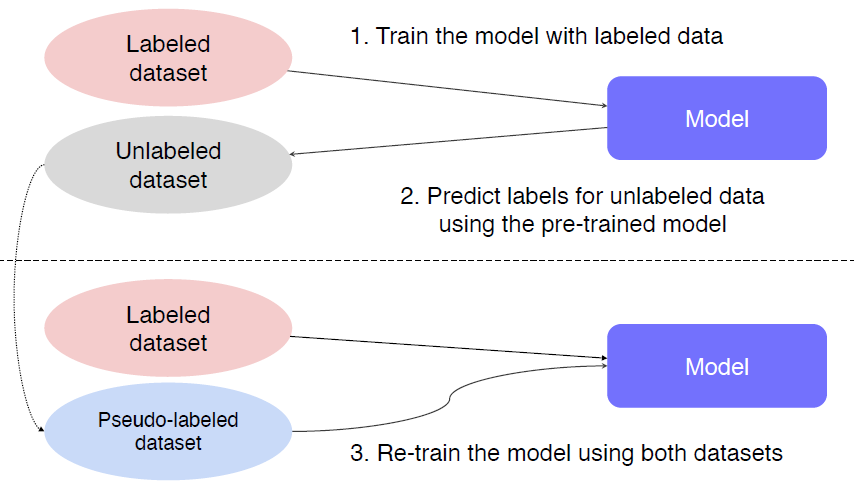 Labeled
dataset
1. Train the model with labeled data
Model
Unlabeled
dataset
2. Predict labels for unlabeled data
using the pre-trained model
Labeled
dataset
Model
Pseudo-labeled
dataset
3. Re-train the model using both datasets